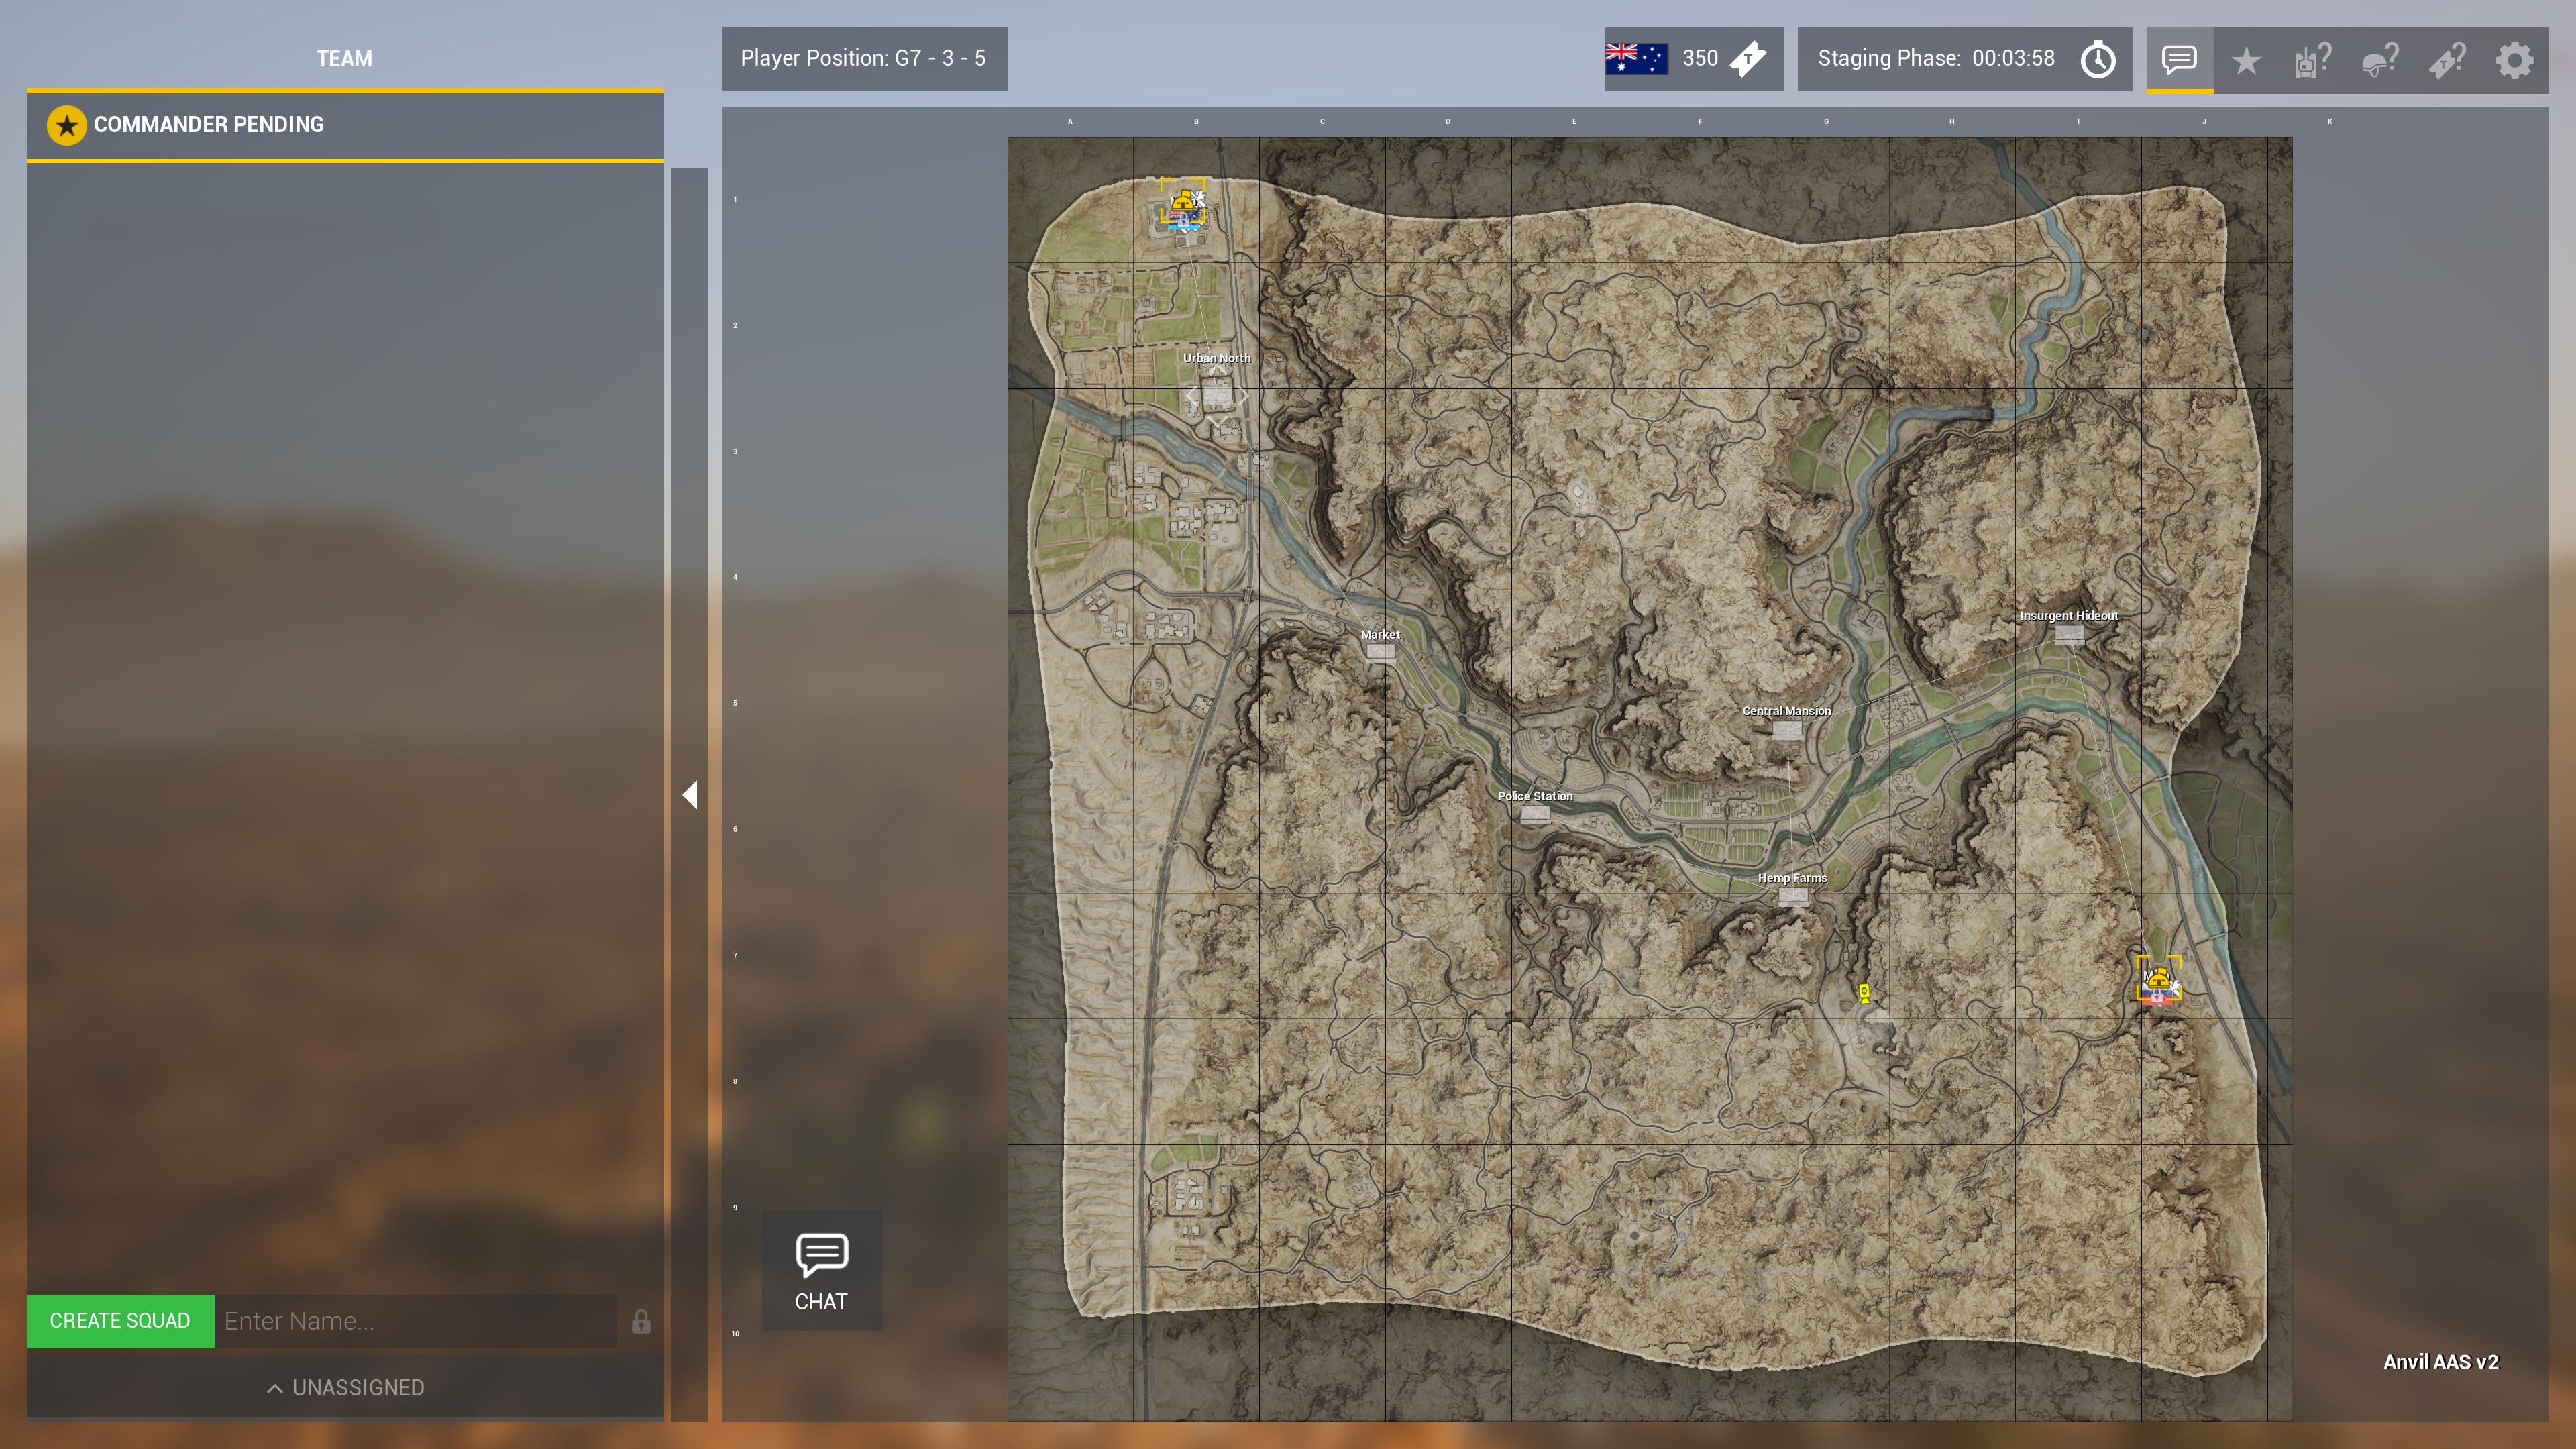 TEAM
Player Position: G7 - 3 - 5
350
T
Staging Phase: 00:03:58
COMMANDER PENDING
A B C D E F G H I J K
1
2
3
4
5
6
7
8
9
10
Urban North
Market
Insurgent Hideout
Central Mansion
Police Station
Hemp Farms
CHAT
CREATE SQUAD
Enter Name...
UNASSIGNED
Anvil AAS v2